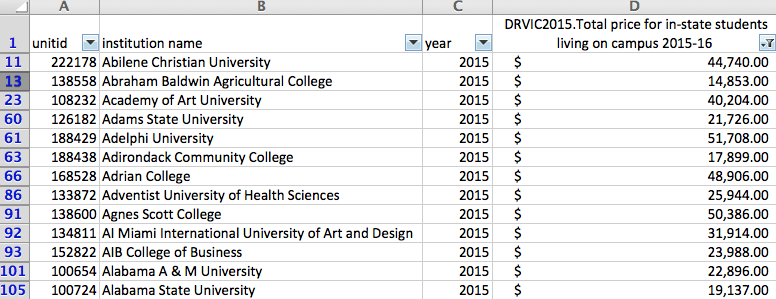 A B C D
DRVIC2015.Total price for in-state students
1 unitid institution name year living on campus 2015-16
11 222178 Abilene Christian University 2015 $ 44,740.00
13 138558 Abraham Baldwin Agricultural College 2015 $ 14,853.00
23 108232 Academy of Art University 2015 $ 40,204.00
60 126182 Adams State University 2015 $ 21,726.00
61 188429 Adelphi University 2015 $ 51,708.00
63 188438 Adirondack Community College 2015 $ 17,899.00
66 168528 Adrian College 2015 $ 48,906.00
86 133872 Adventist University of Health Sciences 2015 $ 25,944.00
91 138600 Agnes Scott College 2015 $ 50,386.00
92 134811 AI Miami International University of Art and Design 2015 $ 31,914.00
93 152822 AIB College of Business 2015 $ 23,988.00
101 100654 Alabama A & M University 2015 $ 22,896.00
105 100724 Alabama State University 2015 $ 19,137.00